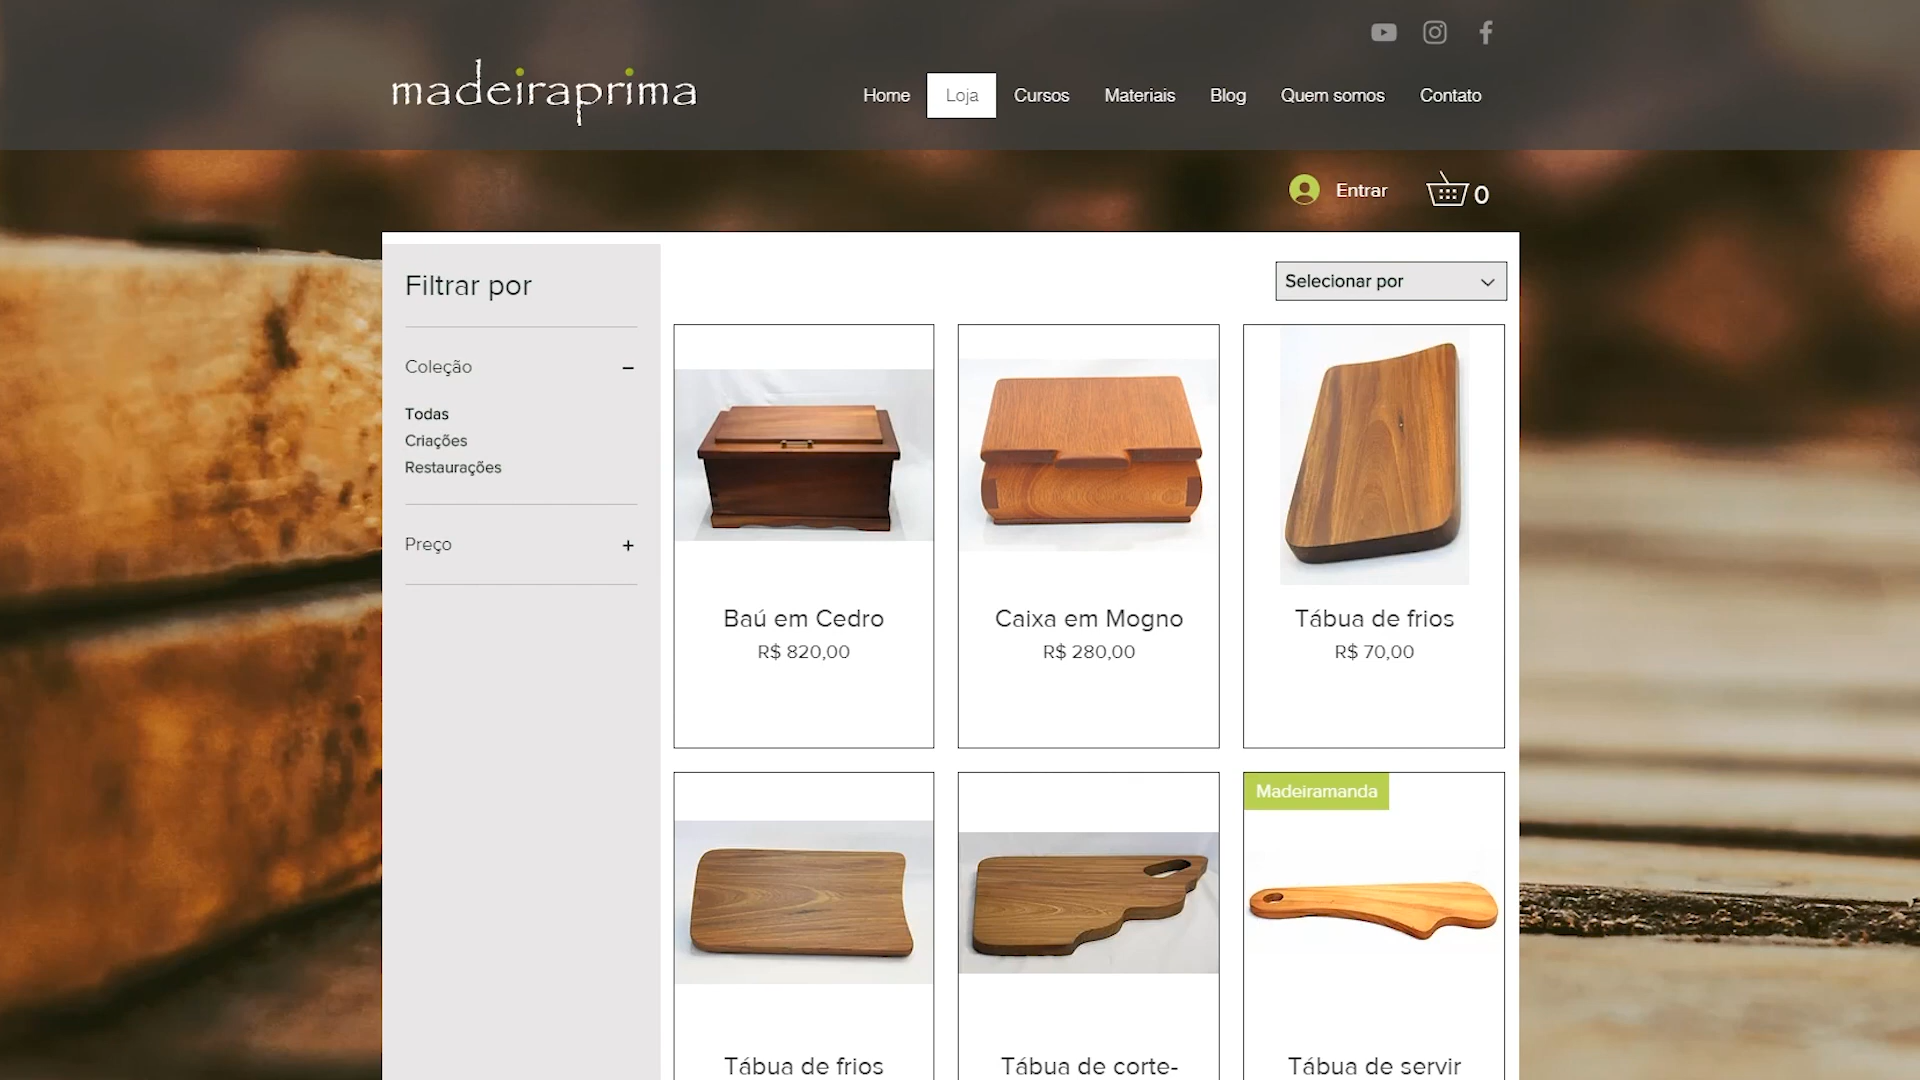 madeiraprima
Home Loja Cursos Materiais Blog Quem somos Contato
Entrar 0
Filtrar por
Selecionar por
Coleção
Todas
Criações
Restaurações
Preço
Baú em Cedro
R$ 820,00
Caixa em Mogno
R$ 280,00
Tábua de frios
R$ 70,00
Madeiramanda
Tábua de frios
Tábua de corte-
Tábua de servir